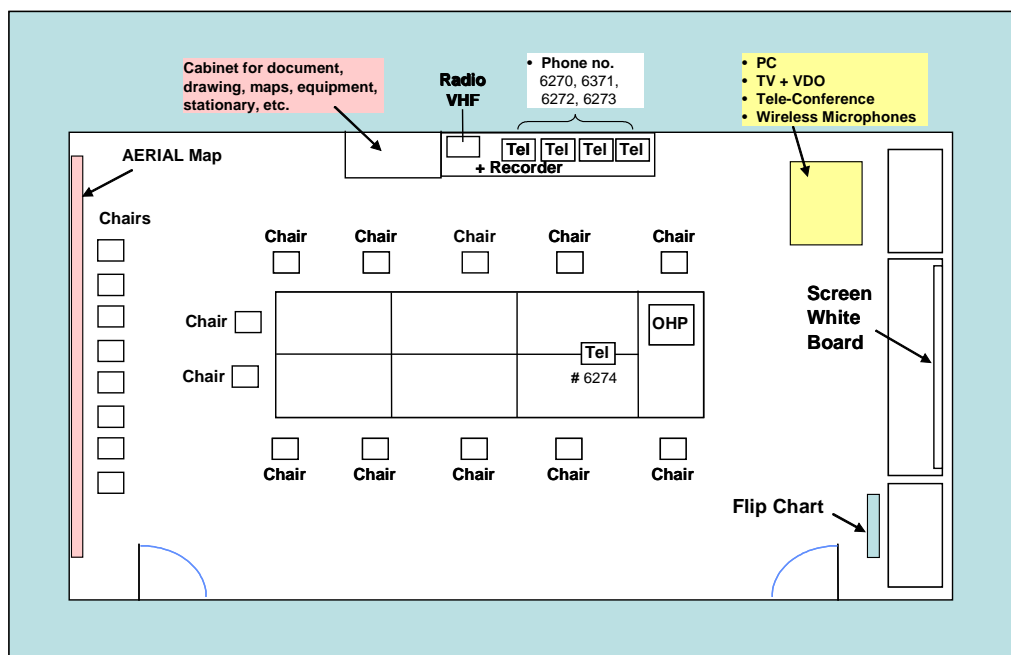 Cabinet for document,
drawing, maps, equipment,
stationary, etc.
Radio
VHF
• Phone no.
6270, 6371,
6272, 6273
• PC
• TV + VDO
• Tele-Conference
• Wireless Microphones
AERIAL Map
Tel Tel Tel Tel
+ Recorder
Chairs
Chair Chair Chair Chair Chair
Chair
OHP
Screen
White
Board
Tel
Chair
# 6274
Chair Chair Chair Chair Chair
Flip Chart